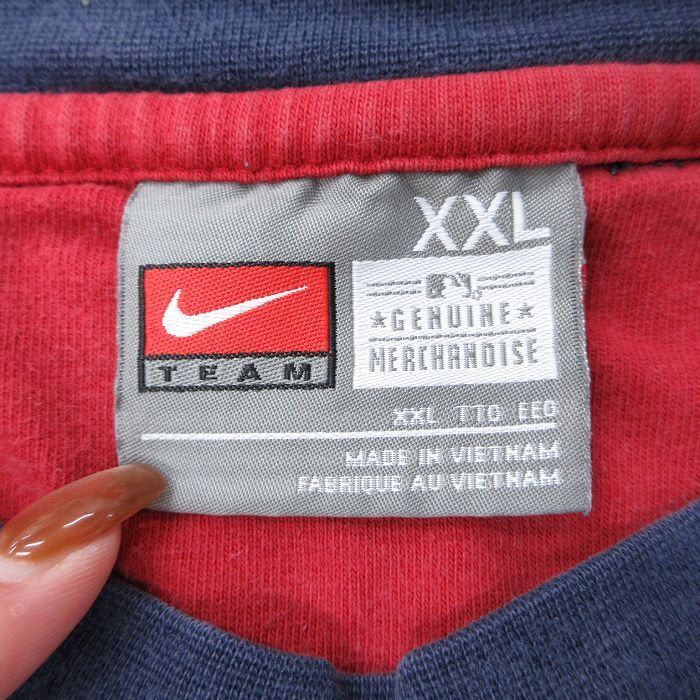 XXL
TEAM
GENUINE
MERCHANDISE
XXL TTG EEG
MADE IN VIETNAM
FABRIQUE AU VIETNAM